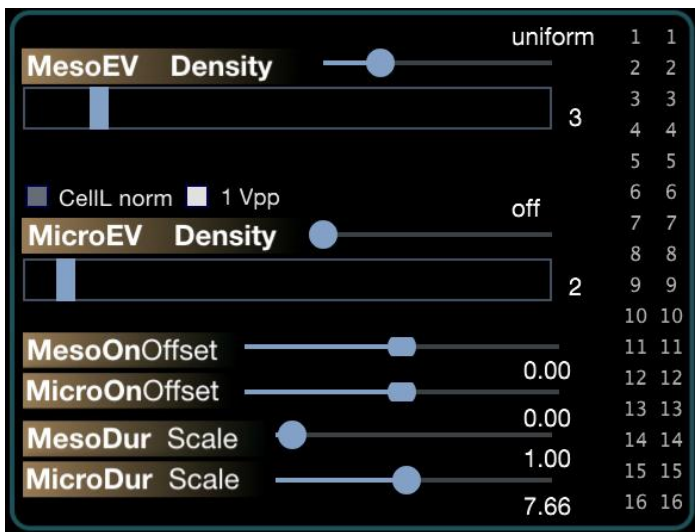 uniform
MesoEV Density
3
CellL norm 1 Vpp
off
MicroEV Density
2
MesoOnOffset
0.00
MicroOnOffset
0.00
MesoDur Scale
1.00
MicroDur Scale
7.66
1 1
2 2
3 3
4 4
5 5
6 6
7 7
8 8
9 9
10 10
11 11
12 12
13 13
14 14
15 15
16 16